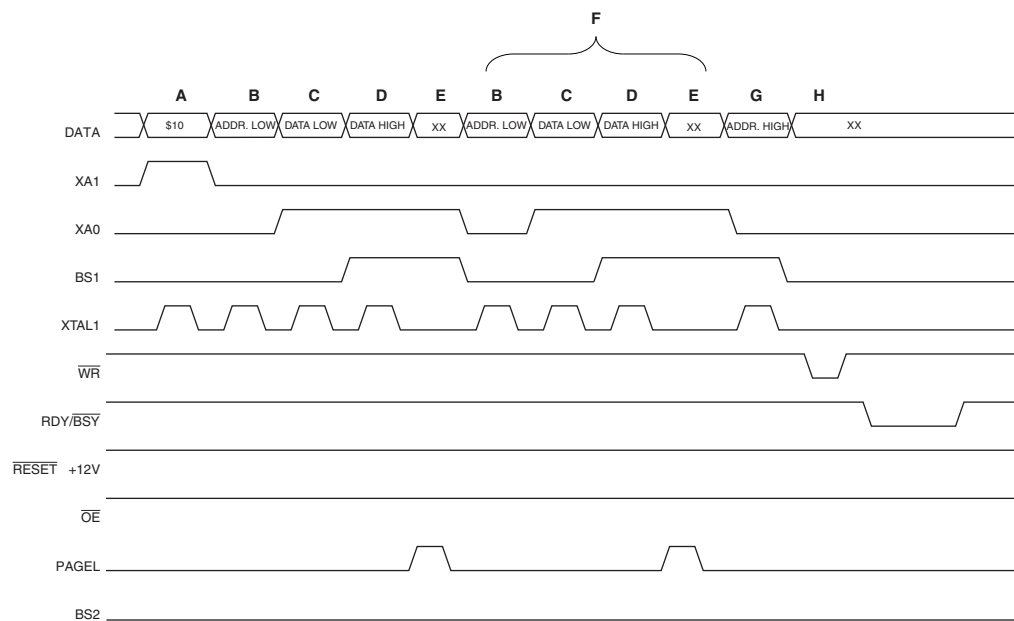 F
A B C D E B C D E G H
DATA $10 ADDR. LOW DATA LOW DATA HIGH XX ADDR. LOW DATA LOW DATA HIGH XX ADDR. HIGH XX
XA1
XA0
BS1
XTAL1
WR
RDY/BSY
RESET +12V
OE
PAGEL
BS2